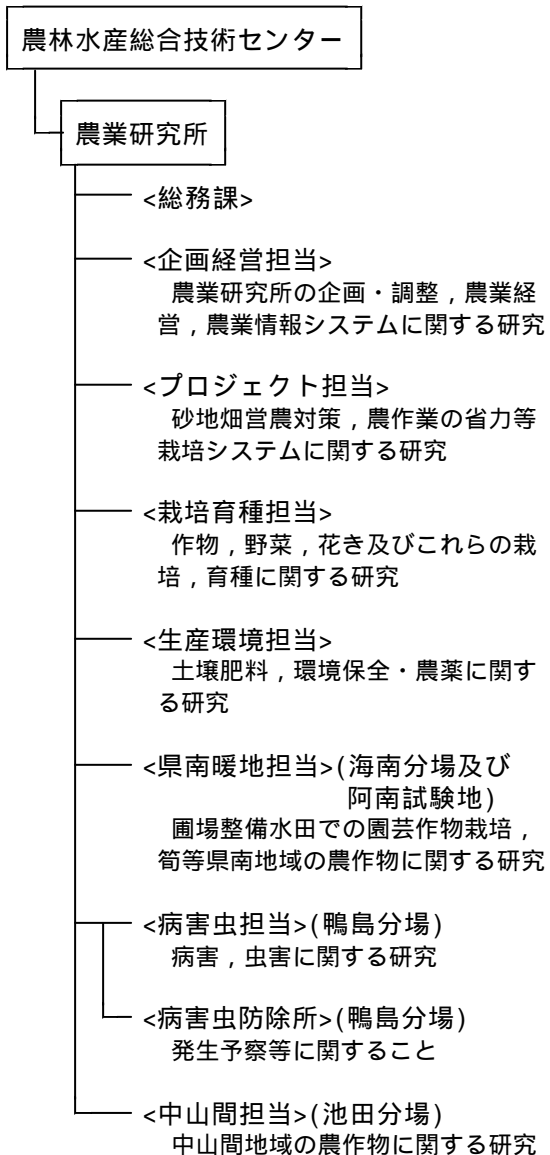 農林水産総合技術センター
農業研究所
<総務課>
<企画経営担当>
農業研究所の企画・調整，農業経
営，農業情報システムに関する研究
<プロジェクト担当>
砂地畑営農対策，農作業の省力等
栽培システムに関する研究
<栽培育種担当>
作物，野菜，花き及びこれらの栽
培，育種に関する研究
<生産環境担当>
土壌肥料，環境保全・農薬に関す
る研究
<県南暖地担当>(海南分場及び
阿南試験地)
圃場整備水田での園芸作物栽培，
筍等県南地域の農作物に関する研究
<病害虫担当>(鴨島分場)
病害，虫害に関する研究
<病害虫防除所>(鴨島分場)
発生予察等に関すること
<中山間担当>(池田分場)
中山間地域の農作物に関する研究